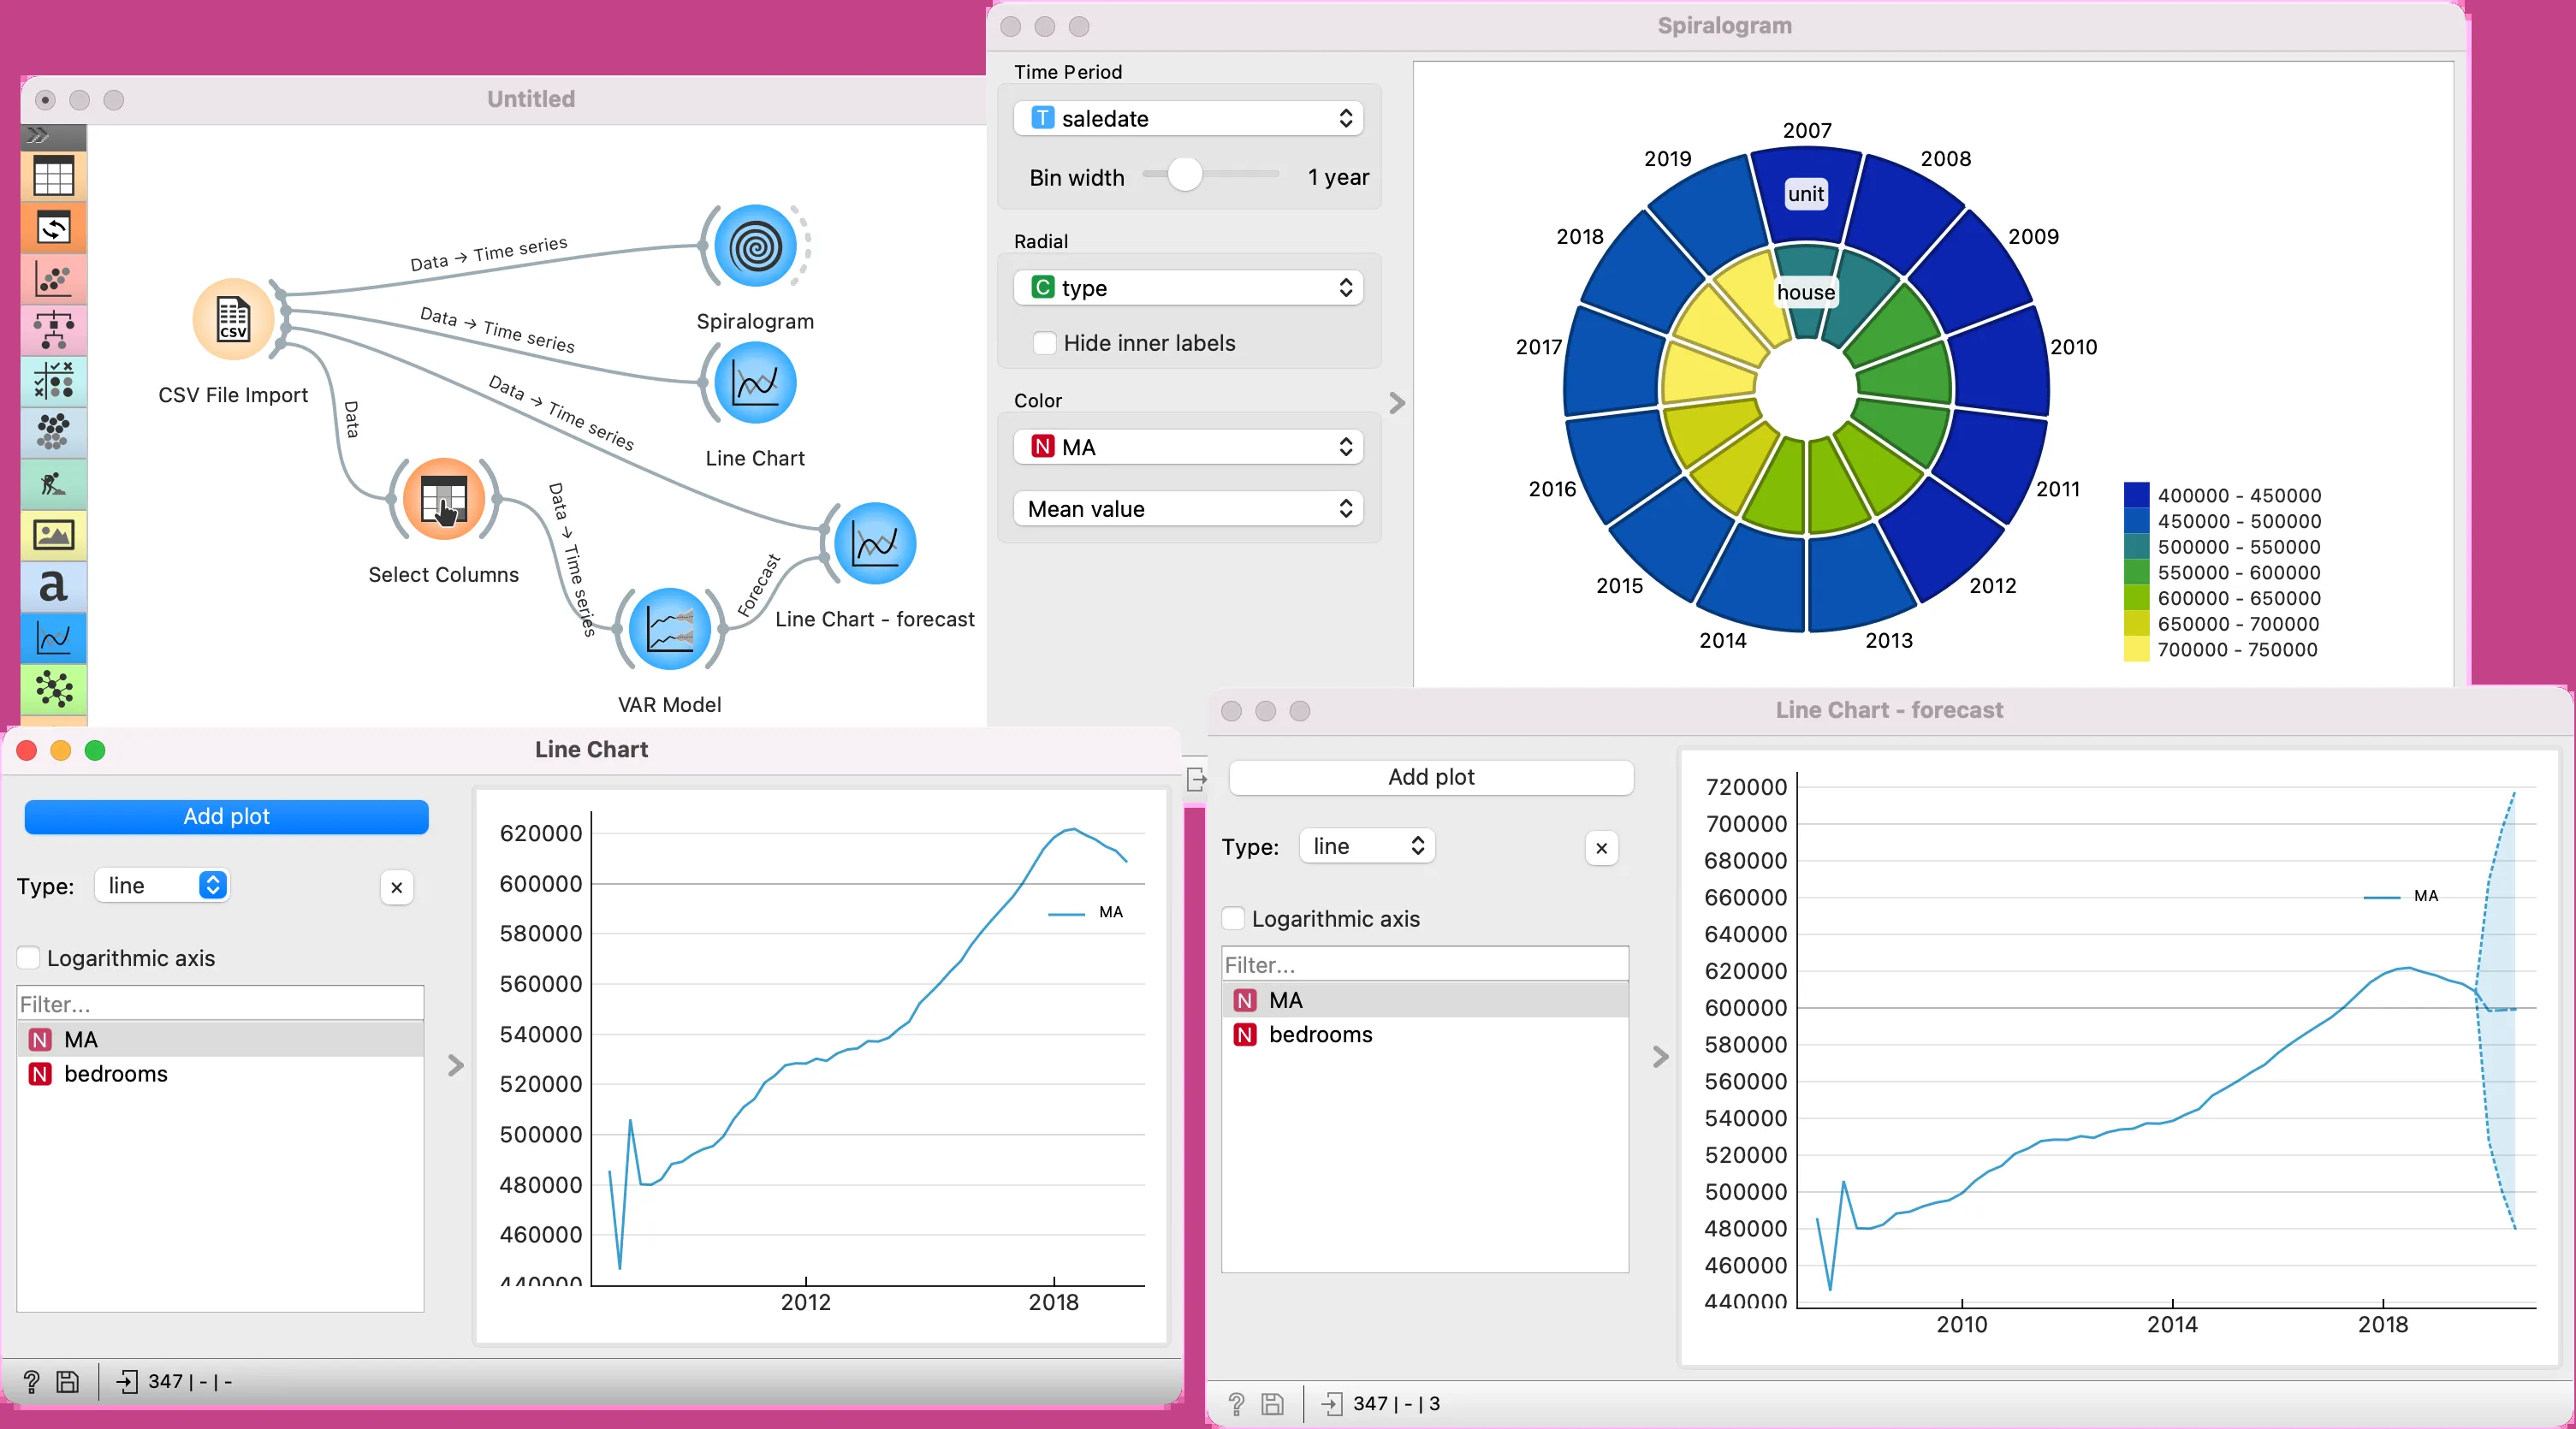 Untitled
CSV File Import
Data → Time series
Spiralogram
Data → Time series
Line Chart
Data → Time series
Data
Select Columns
Data → Time series
VAR Model
Forecast
Line Chart - forecast
CSV
a
Spiralogram
Time Period
T saledate
Bin width 1 year
Radial
C type
Hide inner labels
Color
N MA
Mean value
2007
2008
2009
2010
2011
2012
2013
2014
2015
2016
2017
2018
2019
unit
house
400000 - 450000
450000 - 500000
500000 - 550000
550000 - 600000
600000 - 650000
650000 - 700000
700000 - 750000
Line Chart
Add plot
Type: line ×
Logarithmic axis
Filter...
N MA
N bedrooms
620000
600000
580000
560000
540000
520000
500000
480000
460000
440000
2012 2018
MA
? 347 | - | -
Line Chart - forecast
Add plot
Type: line ×
Logarithmic axis
Filter...
N MA
N bedrooms
720000
700000
680000
660000
640000
620000
600000
580000
560000
540000
520000
500000
480000
460000
440000
2010 2014 2018
MA
? 347 | - | 3